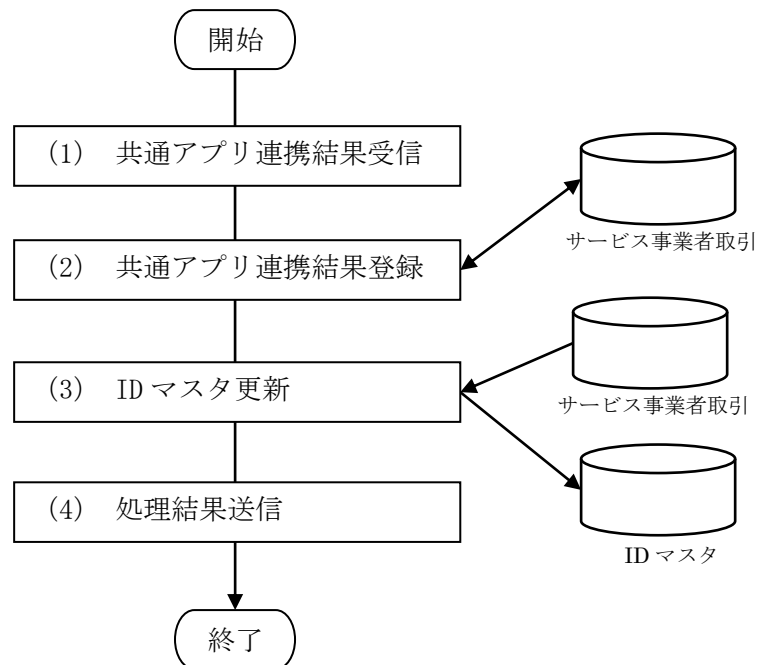 開始
(1) 共通アプリ連携結果受信
サービス事業者取引
(2) 共通アプリ連携結果登録
(3) IDマスタ更新
サービス事業者取引
(4) 処理結果送信
IDマスタ
終了